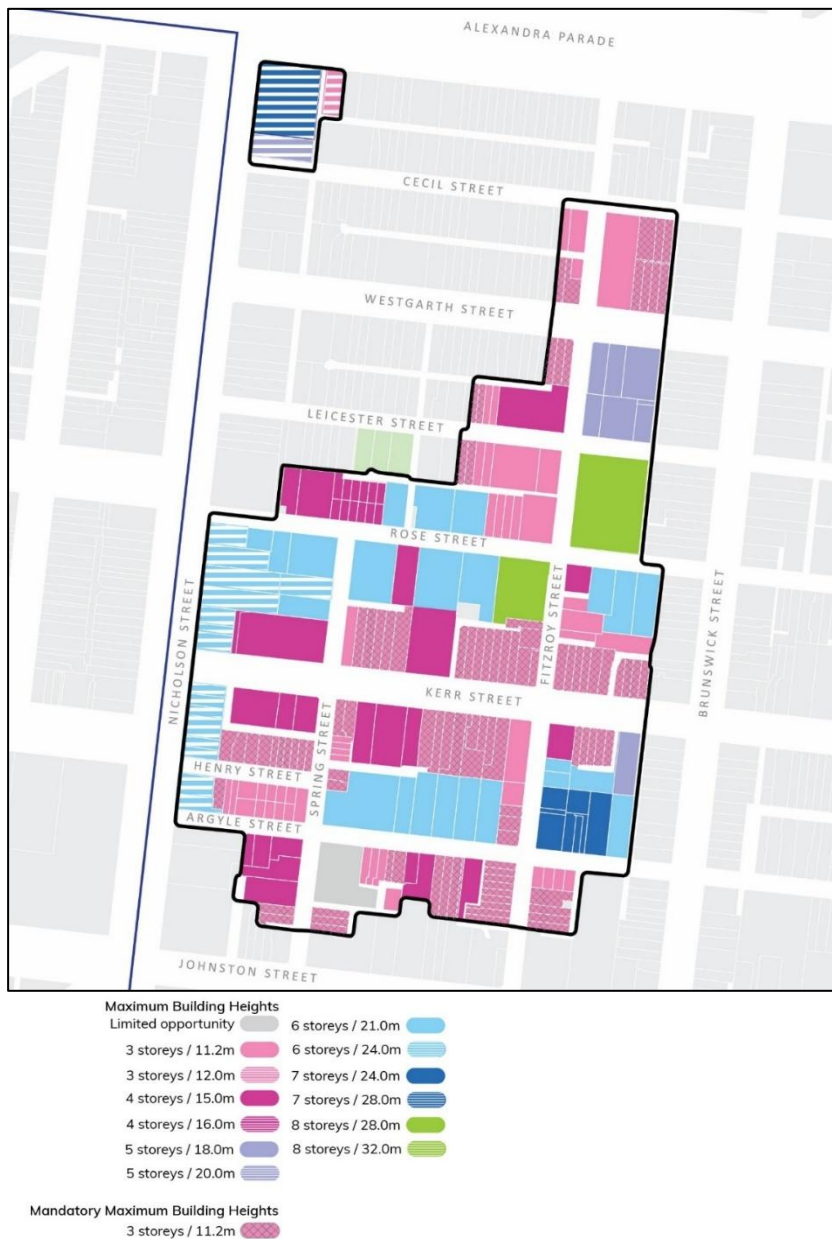 ALEXANDRA PARADE
CECIL STREET
WESTGARTH STREET
LEICESTER STREET
ROSE STREET
NICHOLSON STREET
FITZROY STREET
BRUNSWICK STREET
KERR STREET
SPRING STREET
HENRY STREET
ARGYLE STREET
JOHNSTON STREET
Maximum Building Heights
Limited opportunity
3 storeys / 11.2m
3 storeys / 12.0m
4 storeys / 15.0m
4 storeys / 16.0m
5 storeys / 18.0m
5 storeys / 20.0m
6 storeys / 21.0m
6 storeys / 24.0m
7 storeys / 24.0m
7 storeys / 28.0m
8 storeys / 28.0m
8 storeys / 32.0m
Mandatory Maximum Building Heights
3 storeys / 11.2m